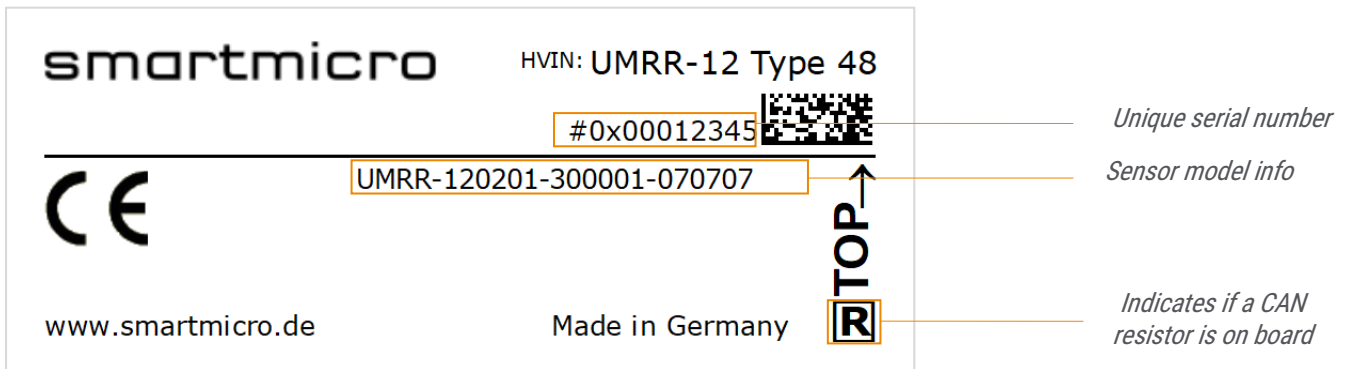 smartmicro
HVIN: UMRR-12 Type 48
#0x00012345
Unique serial number
UMRR-120201-300001-070707
Sensor model info
CE
TOP→
www.smartmicro.de
Made in Germany
R
Indicates if a CAN
resistor is on board